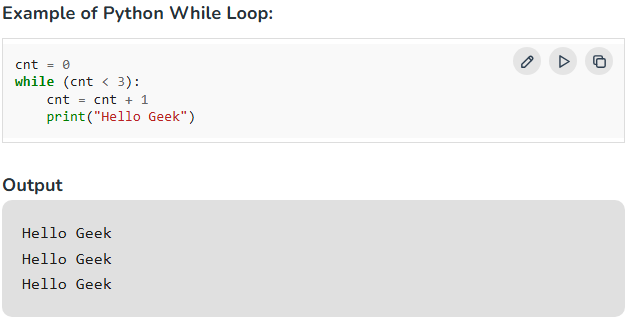 Example of Python While Loop:
cnt = 0
while (cnt < 3):
    cnt = cnt + 1
    print("Hello Geek")
Output
Hello Geek
Hello Geek
Hello Geek